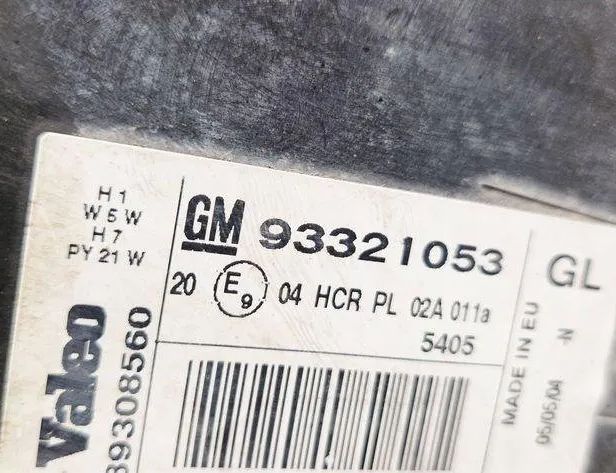 H 1
W 5 W
H 7
PY 21 W
GM 93321053
20 E9 04 HCR PL 02A 011a
5405
GL
MADE IN EU
05/05/04 -N
Valeo
89308560